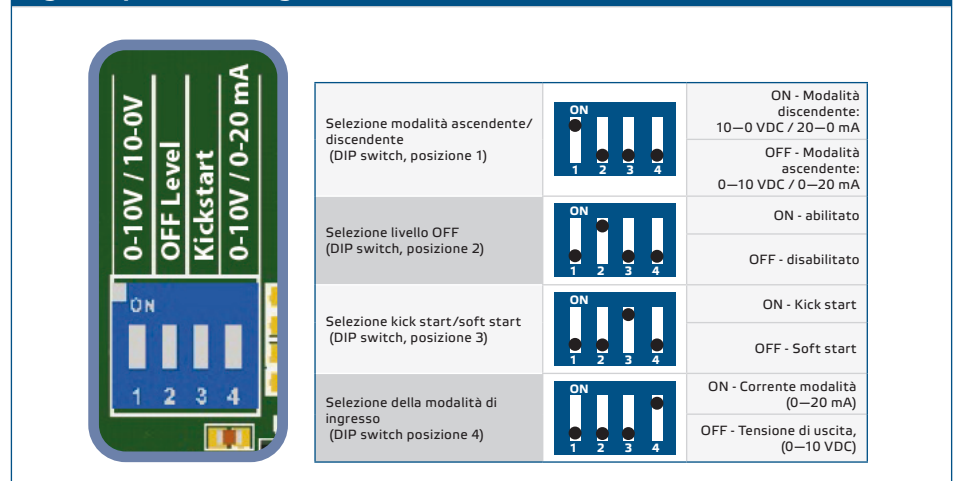 0-10V / 10-0V
OFF Level
Kickstart
0-10V / 0-20 mA
ON
1 2 3 4
Selezione modalità ascendente/
discendente
(DIP switch, posizione 1)
ON
1 2 3 4
ON - Modalità
discendente:
10—0 VDC / 20—0 mA
OFF - Modalità
ascendente:
0—10 VDC / 0—20 mA
Selezione livello OFF
(DIP switch, posizione 2)
ON
1 2 3 4
ON - abilitato
OFF - disabilitato
Selezione kick start/soft start
(DIP switch, posizione 3)
ON
1 2 3 4
ON - Kick start
OFF - Soft start
Selezione della modalità di
ingresso
(DIP switch posizione 4)
ON
1 2 3 4
ON - Corrente modalità
(0—20 mA)
OFF - Tensione di uscita,
(0—10 VDC)